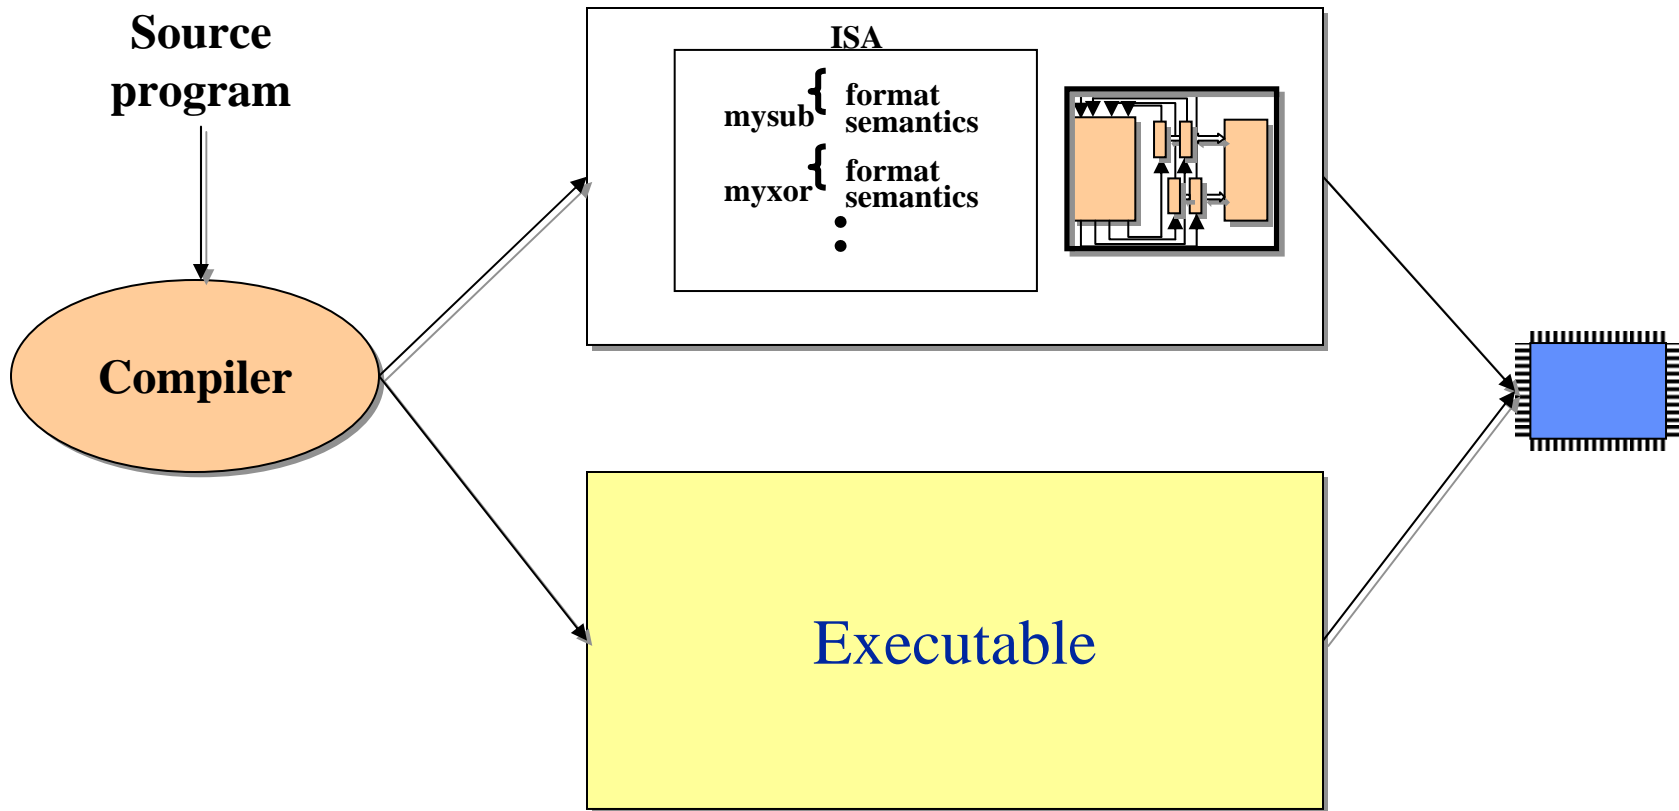 Source
program
ISA
format
mysub { semantics
format
myxor { semantics
Compiler
Executable